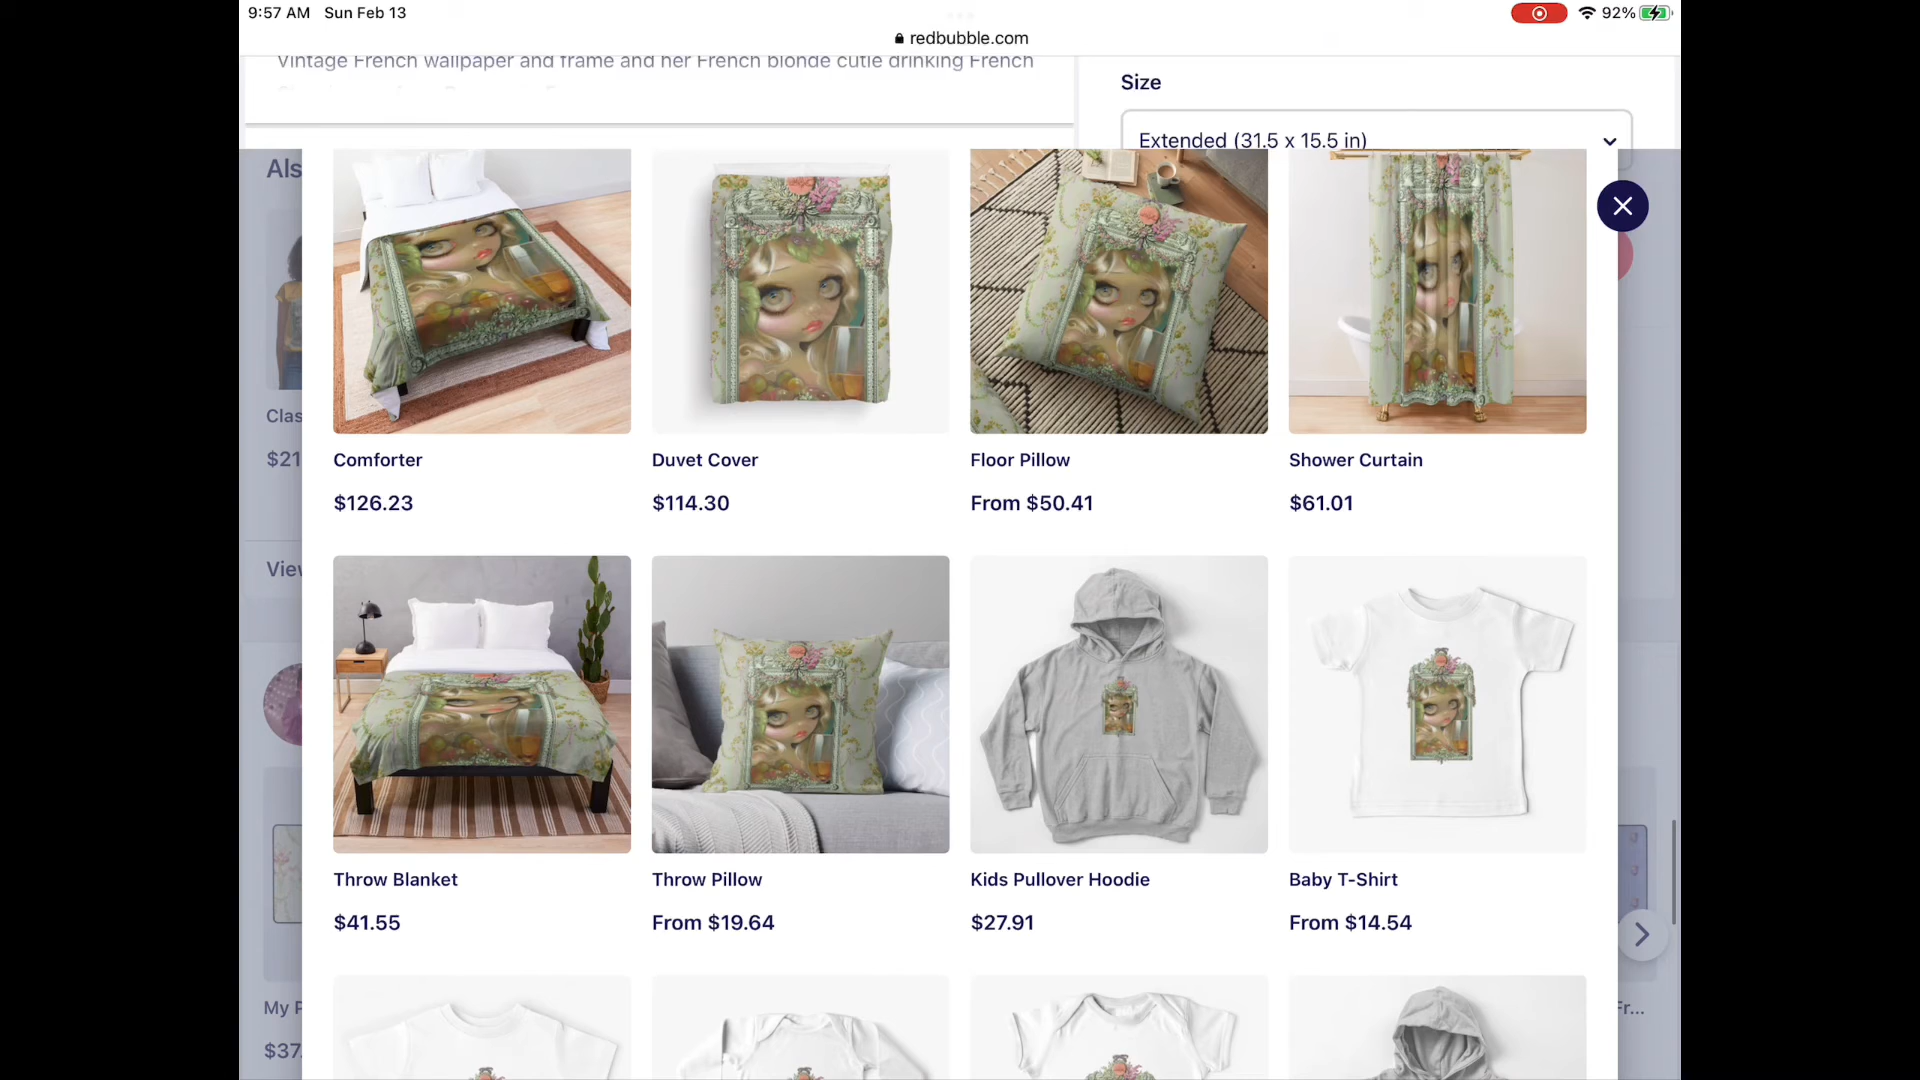 9:57 AM Sun Feb 13
92%
redbubble.com
Vintage French wallpaper and frame and her French blonde cutie drinking French
Size
Extended (31.5 x 15.5 in)
Als
Clas
$21
Comforter
Duvet Cover
Floor Pillow
Shower Curtain
$126.23
$114.30
From $50.41
$61.01
View
Throw Blanket
Throw Pillow
Kids Pullover Hoodie
Baby T-Shirt
$41.55
From $19.64
$27.91
From $14.54
My P
Fr...
$37.